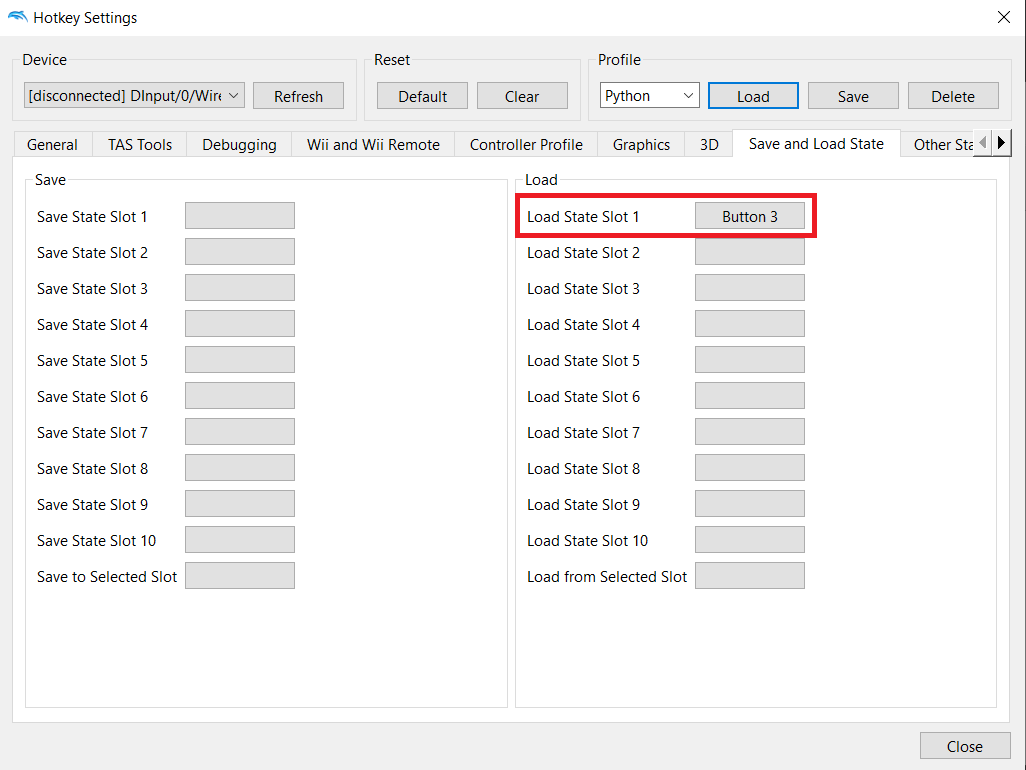 Hotkey Settings
Device
Reset
Profile
[disconnected] DInput/0/Wire
Refresh
Default
Clear
Python
Load
Save
Delete
General
TAS Tools
Debugging
Wii and Wii Remote
Controller Profile
Graphics
3D
Save and Load State
Other Sta
Save
Save State Slot 1
Save State Slot 2
Save State Slot 3
Save State Slot 4
Save State Slot 5
Save State Slot 6
Save State Slot 7
Save State Slot 8
Save State Slot 9
Save State Slot 10
Save to Selected Slot
Load
Load State Slot 1 Button 3
Load State Slot 2
Load State Slot 3
Load State Slot 4
Load State Slot 5
Load State Slot 6
Load State Slot 7
Load State Slot 8
Load State Slot 9
Load State Slot 10
Load from Selected Slot
Close